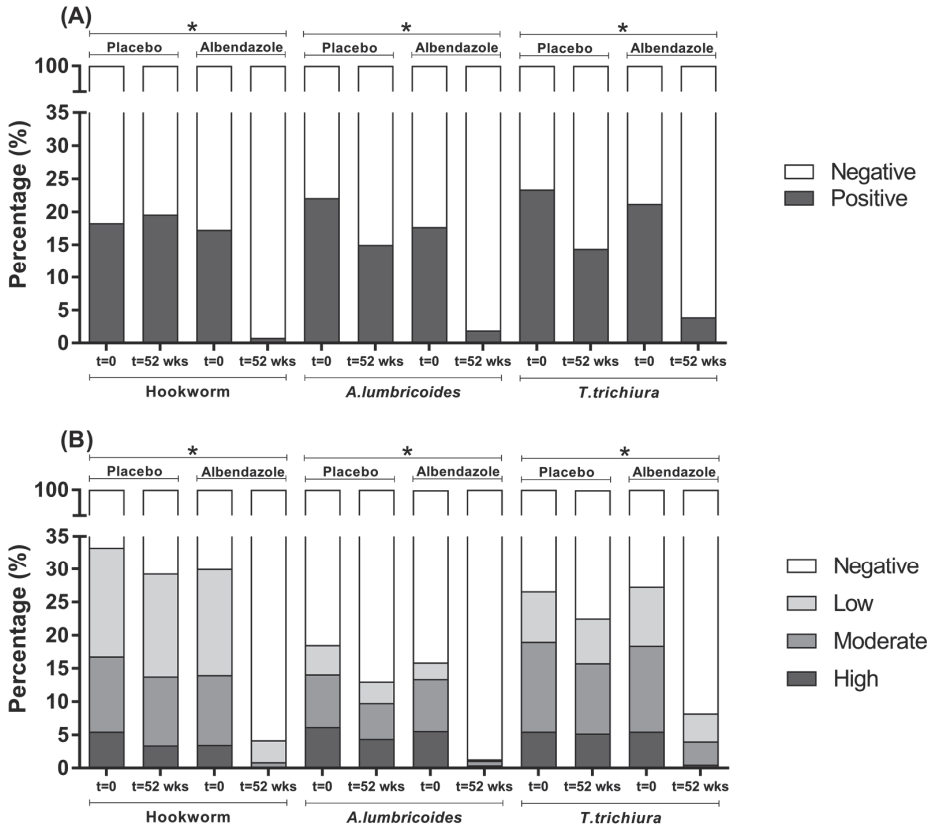 (A)
* * *
Placebo Albendazole Placebo Albendazole Placebo Albendazole
100
35
30
25
20
15
10
5
0
Percentage (%)
Negative
Positive
t=0 t=52 wks t=0 t=52 wks t=0 t=52 wks t=0 t=52 wks t=0 t=52 wks t=0 t=52 wks
Hookworm A.lumbricoides T.trichiura
(B)
* * *
Placebo Albendazole Placebo Albendazole Placebo Albendazole
100
35
30
25
20
15
10
5
0
Percentage (%)
Negative
Low
Moderate
High
t=0 t=52 wks t=0 t=52 wks t=0 t=52 wks t=0 t=52 wks t=0 t=52 wks t=0 t=52 wks
Hookworm A.lumbricoides T.trichiura